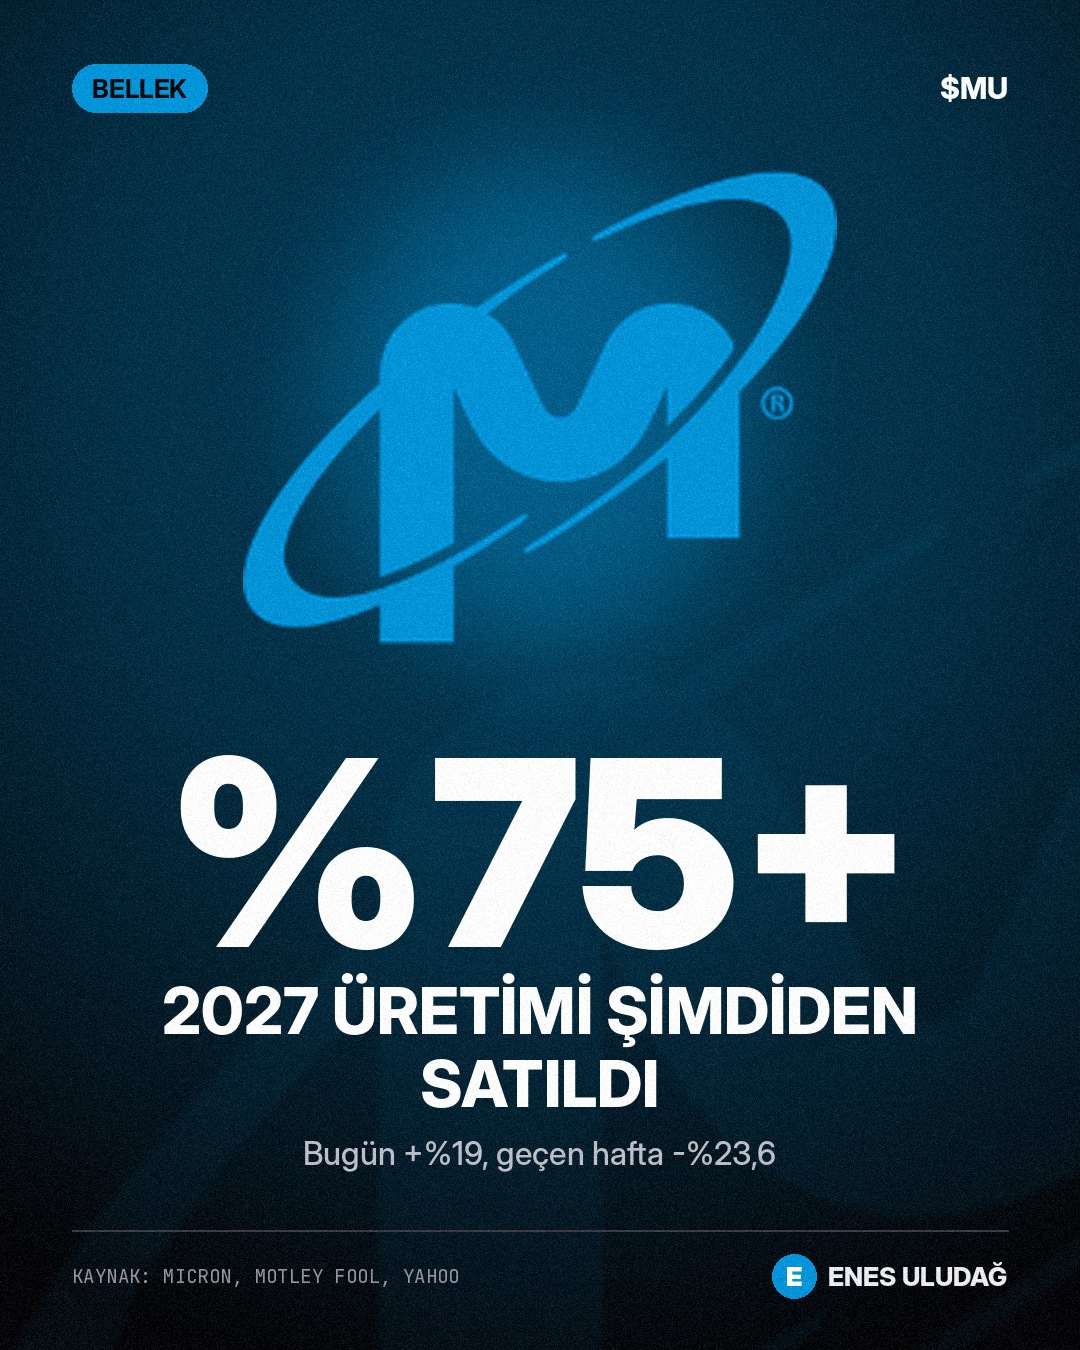 BELLEK
$MU
M
®
%75+
2027 ÜRETİMİ ŞİMDİDEN
SATILDI
Bugün +%19, geçen hafta -%23,6
KAYNAK: MICRON, MOTLEY FOOL, YAHOO
E ENES ULUDAĞ